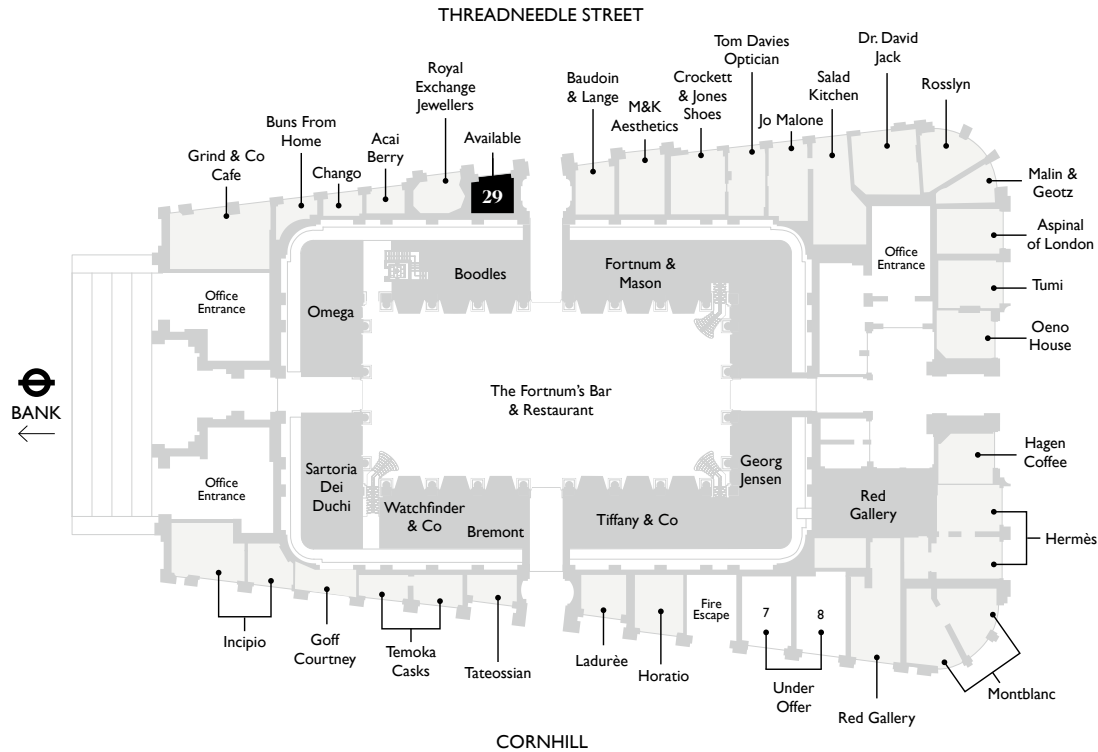 THREADNEEDLE STREET
Grind & Co
Cafe
Buns From
Home
Chango
Acai
Berry
Royal
Exchange
Jewellers
Available
29
Baudoin
& Lange
M&K
Aesthetics
Crockett
& Jones
Shoes
Tom Davies
Optician
Jo Malone
Salad
Kitchen
Dr. David
Jack
Rosslyn
Malin &
Geotz
Aspinal
of London
Tumi
Oeno
House
Office
Entrance
Office
Entrance
Omega
Boodles
Fortnum &
Mason
The Fortnum's Bar
& Restaurant
BANK
Office
Entrance
Sartoria
Dei
Duchi
Watchfinder
& Co
Bremont
Tiffany & Co
Georg
Jensen
Red
Gallery
Hagen
Coffee
Hermès
Incipio
Goff
Courtney
Temoka
Casks
Tateossian
Ladurèe
Horatio
Fire
Escape
7
8
Under
Offer
Red Gallery
Montblanc
CORNHILL